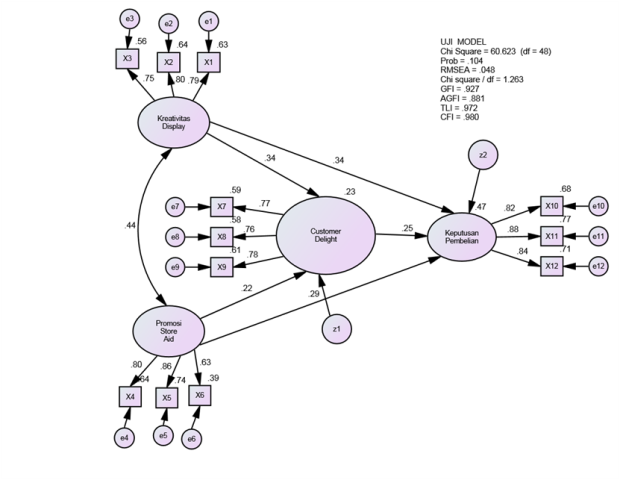 e3
e2
e1
.56
.64
.63
X3
X2
X1
.75
.80
.79
Kreativitas
Display
UJI MODEL
Chi Square = 60.623 (df = 48)
Prob = .104
RMSEA = .048
Chi square / df = 1.263
GFI = .927
AGFI = .881
TLI = .972
CFI = .980
z2
.34
.34
.23
.47
.44
e7
X7
.59
.77
e8
X8
.58
.76
e9
X9
.61
.78
Customer
Delight
.25
Keputusan
Pembelian
.82
X10
.68
e10
.88
X11
.77
e11
.84
X12
.71
e12
.22
.29
z1
Promosi
Store
Aid
.80
.86
.63
.64
.74
.39
X4
X5
X6
e4
e5
e6